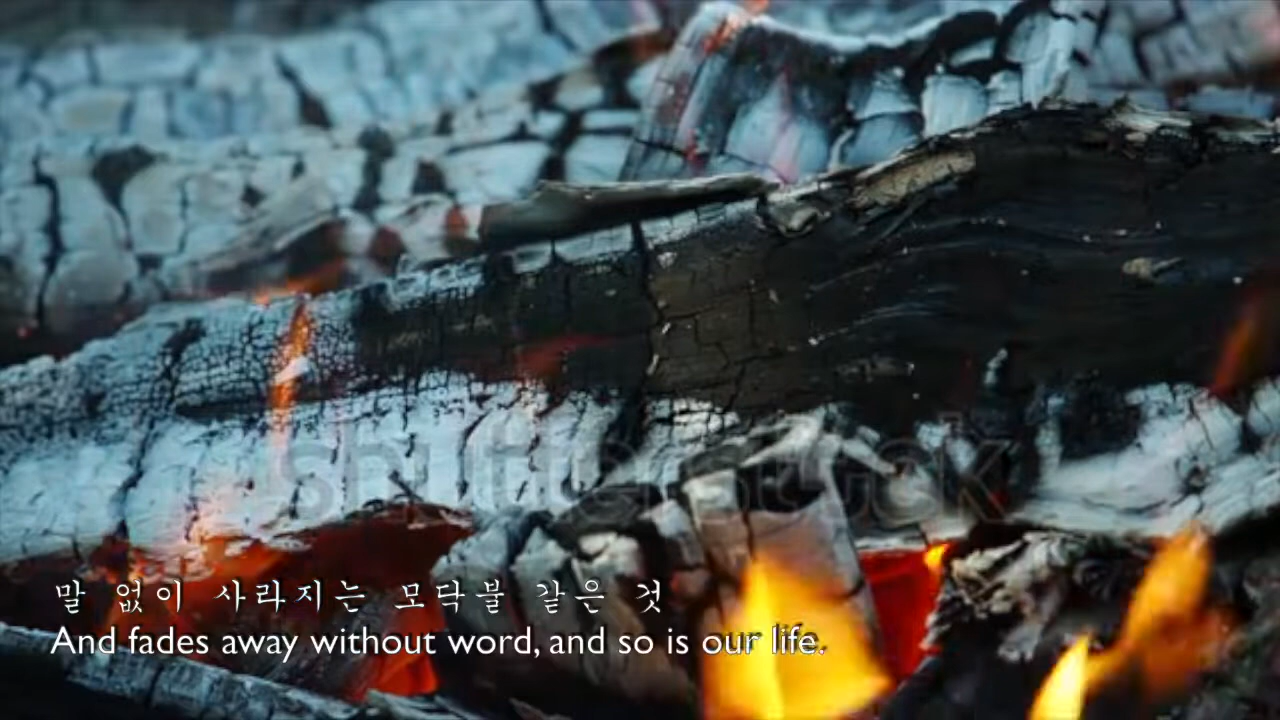 shutterstock
말 없이 사라지는 모닥불 같은 것
And fades away without word, and so is our life.